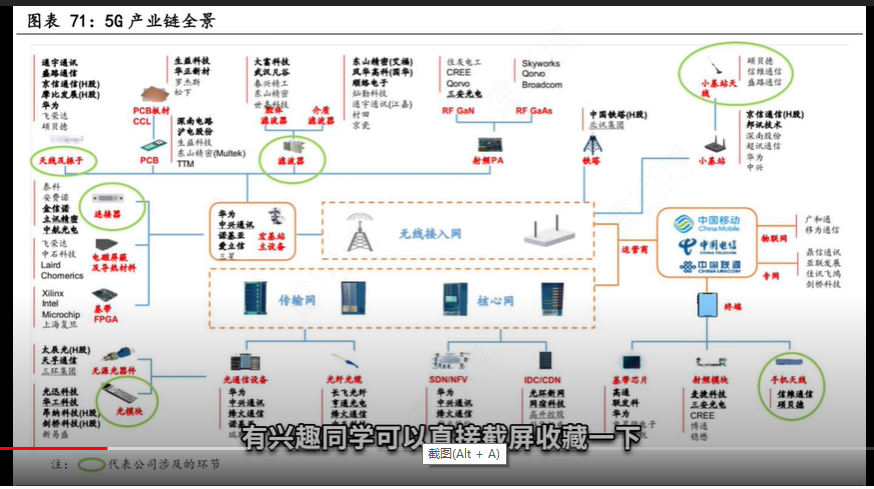 图表 71：5G 产业链全景
通宇通讯
盛路通信
京信通信(H股)
摩比发展(H股)
华为
飞荣达
硕贝德
天线及振子
生益科技
华正新材
罗杰斯
松下
PCB板材
CCL
深南电路
沪电股份
生益科技
东山精密(Multek)
TTM
PCB
大富科技
武汉凡谷
春兴精工
东山精密
世嘉科技
腔体
滤波器
介质
滤波器
滤波器
东山精密(艾福)
风华高科(国华)
顺络电子
灿勤科技
通宇通讯(江嘉)
村田
京瓷
住友电工
CREE
Qorvo
三安光电
RF GaN
Skyworks
Qorvo
Broadcom
RF GaAs
射频PA
中国铁塔(H股)
北讯集团
铁塔
小基站天
线
硕贝德
信维通信
盛路通信
京信通信(H股)
邦讯技术
深南股份
超讯通信
华为
中兴
小基站
泰科
安费诺
金信诺
立讯精密
中航光电
连接器
飞荣达
中石科技
Laird
Chomerics
电磁屏蔽
及导热材料
Xilinx
Intel
Microchip
上海复旦
基带
FPGA
华为
中兴通讯
诺基亚
爱立信
三星
宏基站
主设备
无线接入网
传输网
核心网
运营商
中国移动
China Mobile
中国电信
CHINA TELECOM
中国联通
CHINA UNICOM
物联网
广和通
移为通信
专网
鼎信通讯
亚联发展
佳讯飞鸿
剑桥科技
终端
太辰光(H股)
天孚通信
三环集团
无源光器件
光迅科技
华工科技
昂纳科技(H股)
剑桥科技(H股)
新易盛
光模块
光通信设备
华为
中兴通讯
烽火通信
诺基亚
光纤光缆
长飞光纤
亨通光电
烽火通信
SDN/NFV
华为
中兴通讯
烽火通信
IDC/CDN
光环新网
网宿科技
高升控股
基带芯片
高通
联发科
华为
射频模块
麦捷科技
三安光电
CREE
博通
稳懋
手机天线
信维通信
硕贝德
有兴趣同学可以直接截屏收藏一下
截图(Alt + A)
注：
代表公司涉及的环节